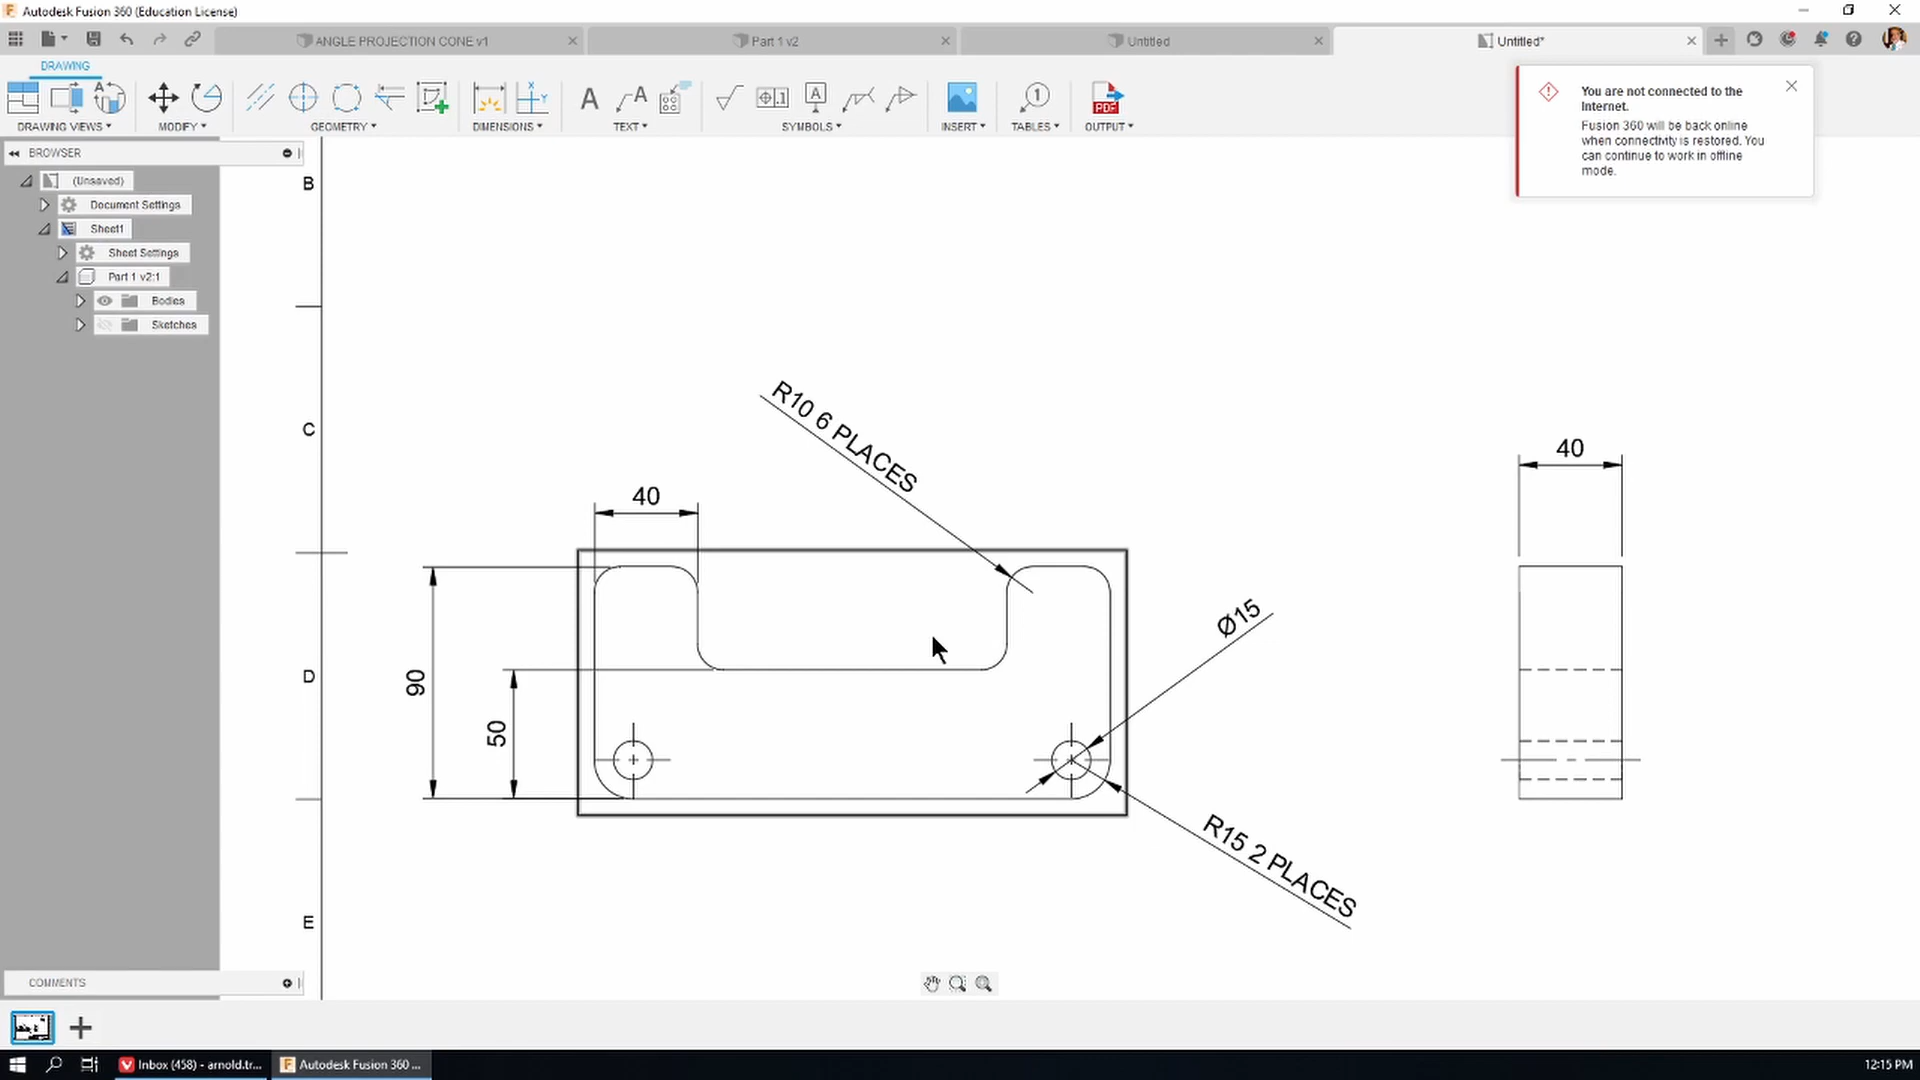 Autodesk Fusion 360 (Education License)
ANGLE PROJECTION CONE v1
Part 1 v2
Untitled
Untitled*
DRAWING
DRAWING VIEWS
MODIFY
GEOMETRY
DIMENSIONS
TEXT
SYMBOLS
INSERT
TABLES
OUTPUT
You are not connected to the
Internet.
Fusion 360 will be back online
when connectivity is restored. You
can continue to work in offline
mode.
BROWSER
(Unsaved)
Document Settings
Sheet1
Sheet Settings
Part 1 v2:1
Bodies
Sketches
B
C
D
E
R10 6 PLACES
40
40
90
50
Ø15
R15 2 PLACES
COMMENTS
Inbox (458) - arnold.tr...
Autodesk Fusion 360 ...
12:15 PM